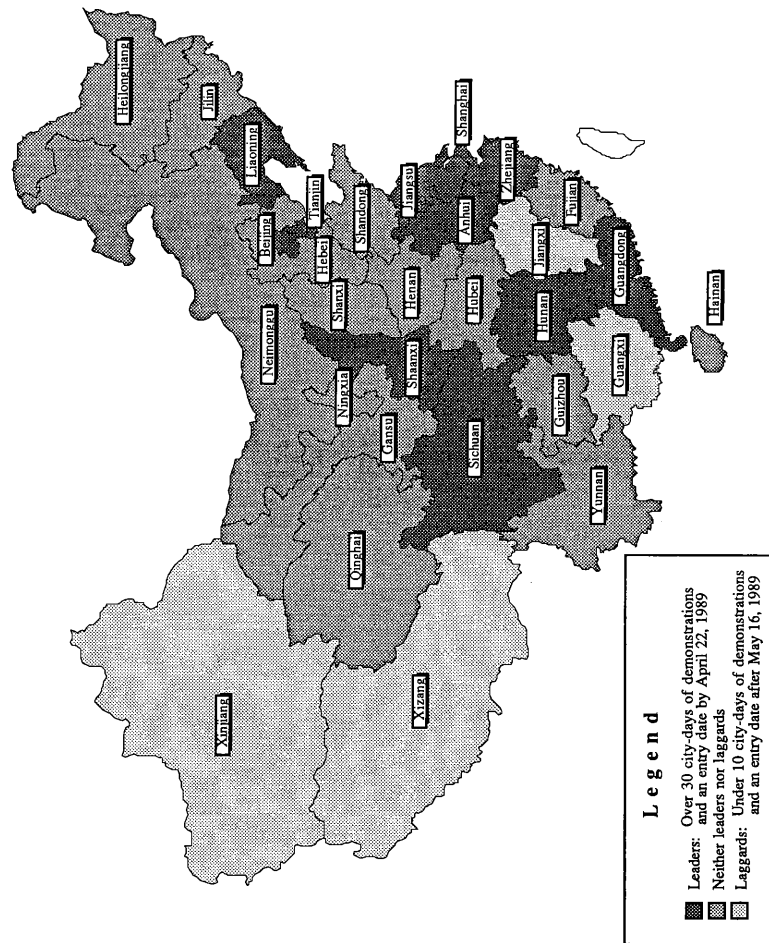 Heilongjiang
Jilin
Liaoning
Neimonggu
Beijing
Tianjin
Hebei
Shanxi
Shandong
Xinjiang
Qinghai
Ningxia
Gansu
Shaanxi
Henan
Jiangsu
Shanghai
Anhui
Xizang
Sichuan
Hubei
Zhejiang
Hunan
Jiangxi
Fujian
Yunnan
Guizhou
Guangxi
Guangdong
Hainan
Legend
Leaders: Over 30 city-days of demonstrations
and an entry date by April 22, 1989
Neither leaders nor laggards
Laggards: Under 10 city-days of demonstrations
and an entry date after May 16, 1989